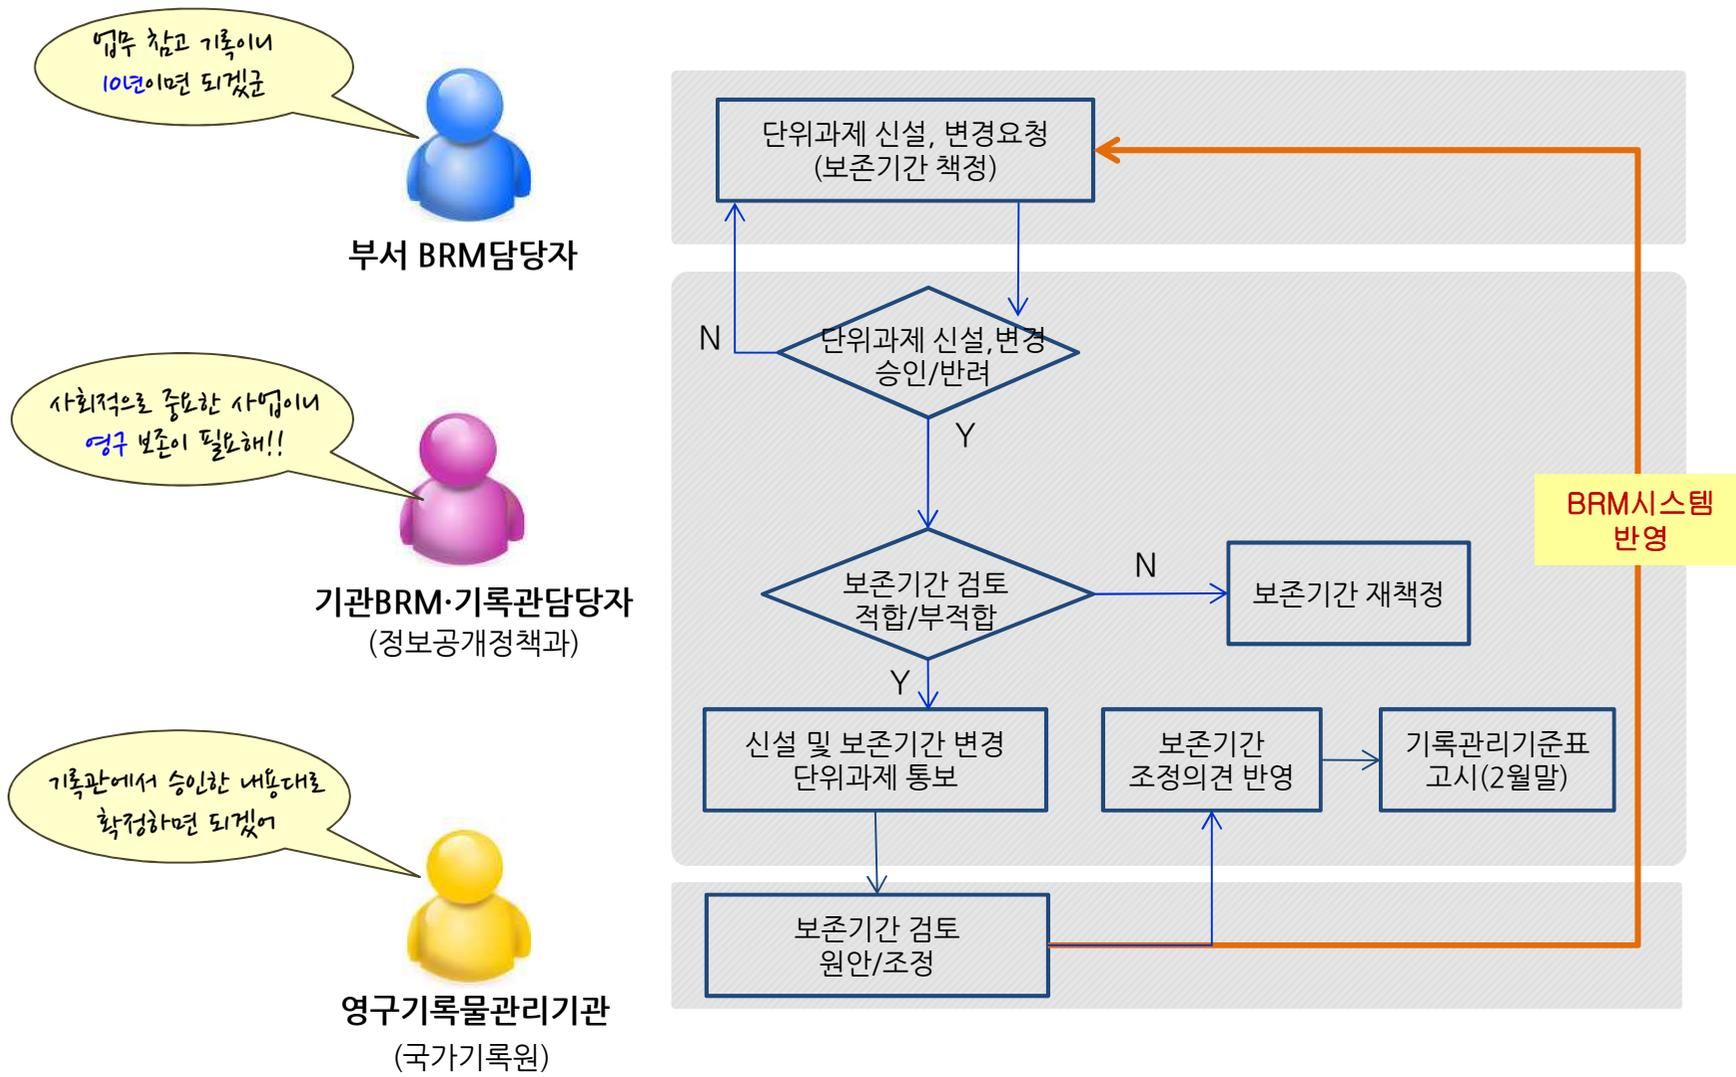 업무 참고 기록이니
10년이면 되겠군
부서 BRM담당자
사회적으로 중요한 사업이니
영구 보존이 필요해!!
기관BRM·기록관담당자
(정보공개정책과)
기록관에서 승인한 내용대로
확정하면 되겠어
영구기록물관리기관
(국가기록원)
단위과제 신설, 변경요청
(보존기간 책정)
N
단위과제 신설,변경
승인/반려
Y
보존기간 검토
적합/부적합
N
보존기간 재책정
BRM시스템
반영
Y
신설 및 보존기간 변경
단위과제 통보
보존기간
조정의견 반영
기록관리기준표
고시(2월말)
보존기간 검토
원안/조정